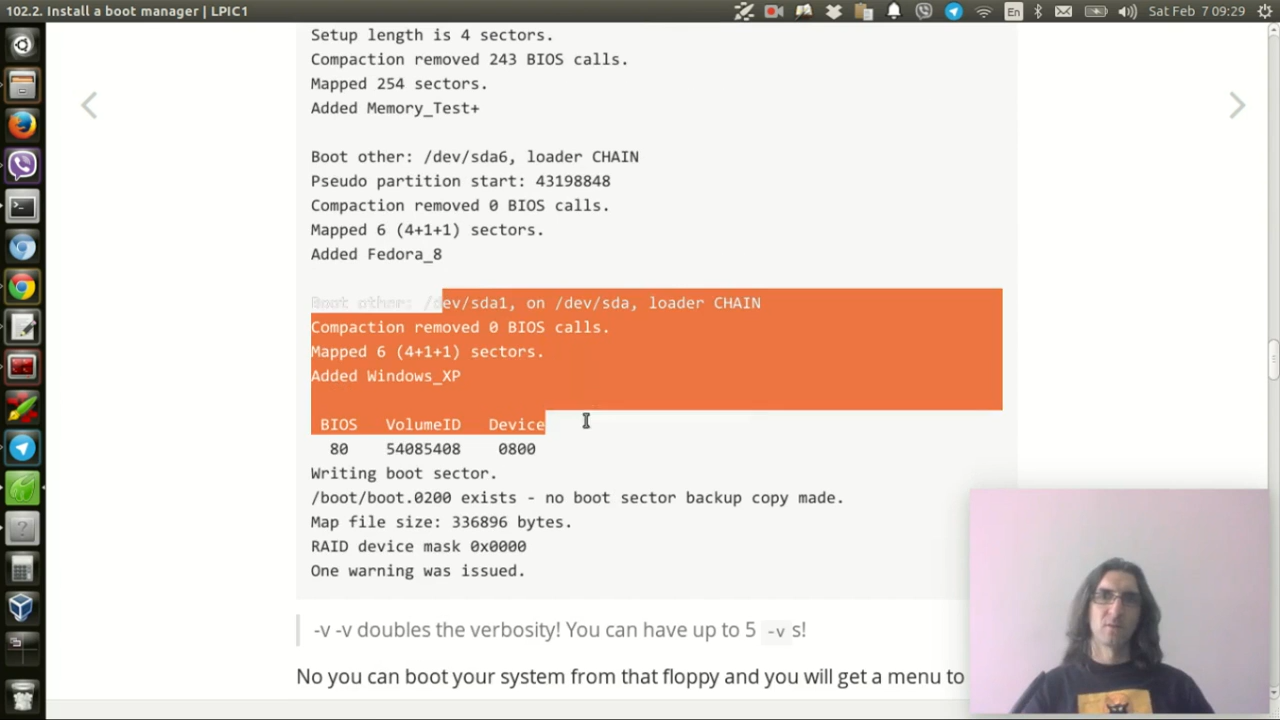 102.2. Install a boot manager | LPIC1
En
Sat Feb 7 09:29
Setup length is 4 sectors.
Compaction removed 243 BIOS calls.
Mapped 254 sectors.
Added Memory_Test+
Boot other: /dev/sda6, loader CHAIN
Pseudo partition start: 43198848
Compaction removed 0 BIOS calls.
Mapped 6 (4+1+1) sectors.
Added Fedora_8
Boot other: /dev/sda1, on /dev/sda, loader CHAIN
Compaction removed 0 BIOS calls.
Mapped 6 (4+1+1) sectors.
Added Windows_XP
BIOS VolumeID Device
80 54085408 0800
Writing boot sector.
/boot/boot.0200 exists - no boot sector backup copy made.
Map file size: 336896 bytes.
RAID device mask 0x0000
One warning was issued.
-v -v doubles the verbosity! You can have up to 5 -v s!
No you can boot your system from that floppy and you will get a menu to